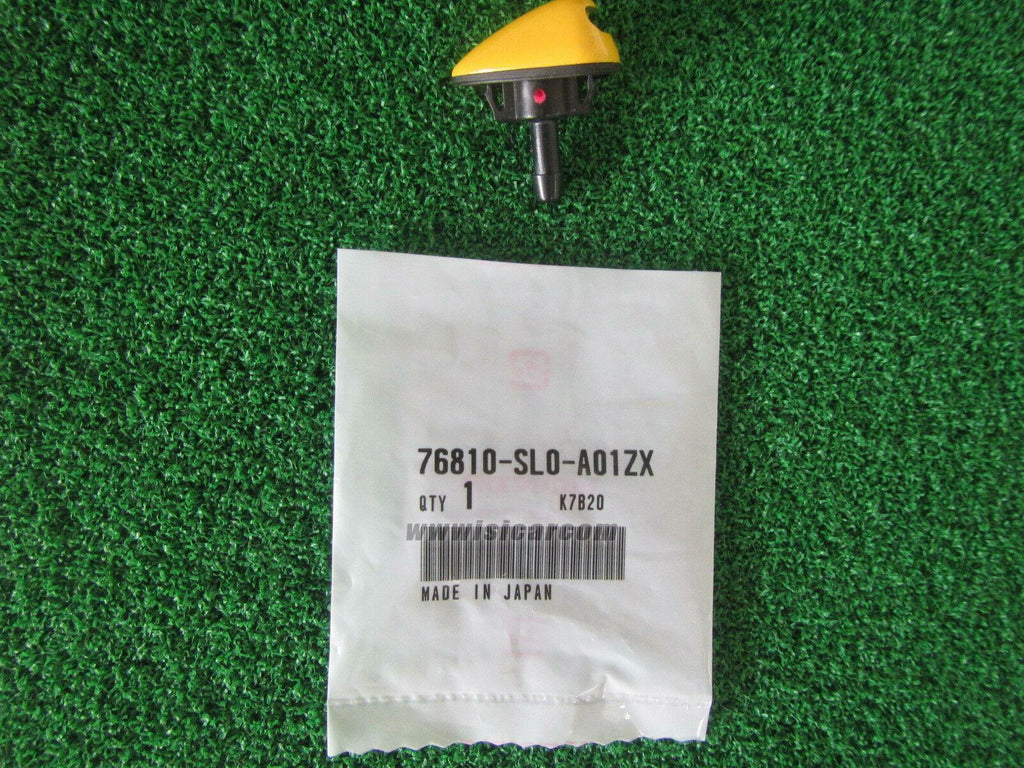 76810-SL0-A01ZX
QTY 1 K7B20
www.isicar.com
MADE IN JAPAN